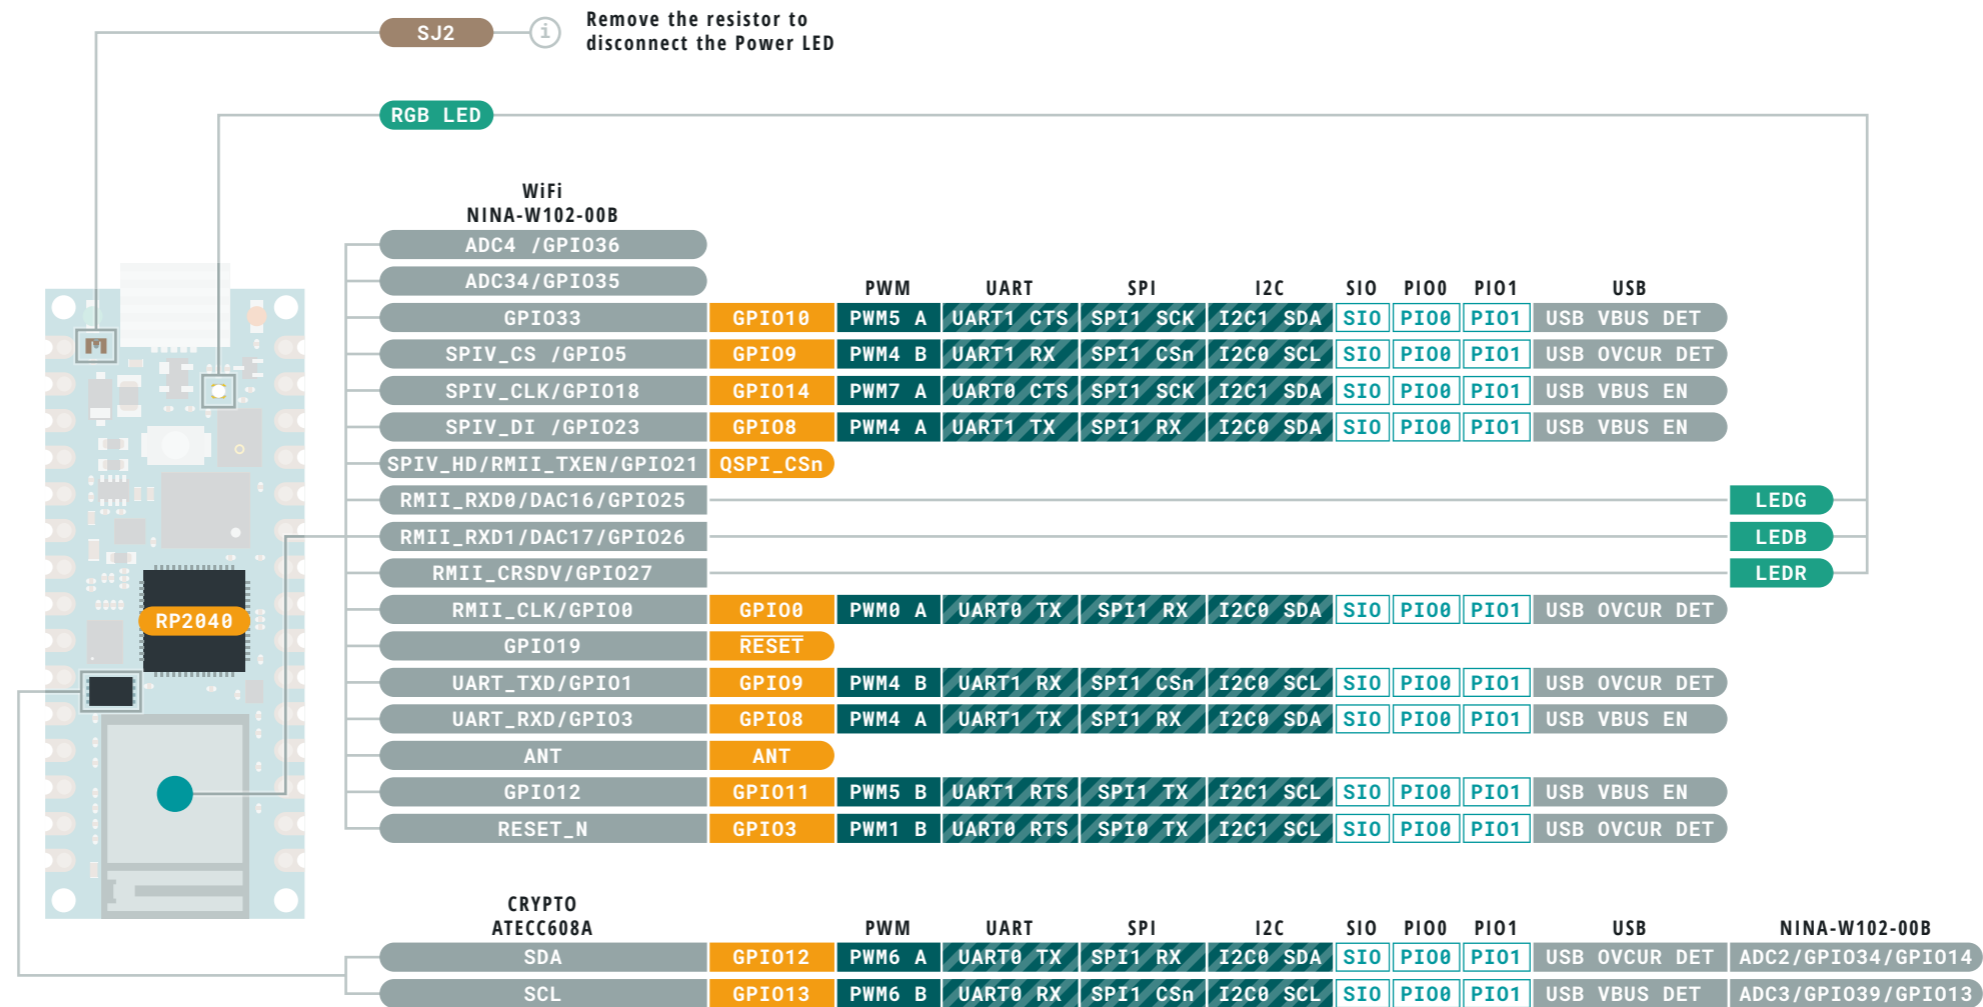 SJ2 i Remove the resistor to
disconnect the Power LED
RGB LED
WiFi
NINA-W102-00B
ADC4 /GPIO36
ADC34/GPIO35
PWM UART SPI I2C SIO PIO0 PIO1 USB
GPIO33 GPIO10 PWM5 A UART1 CTS SPI1 SCK I2C1 SDA SIO PIO0 PIO1 USB VBUS DET
SPIV_CS /GPIO5 GPIO9 PWM4 B UART1 RX SPI1 CSn I2C0 SCL SIO PIO0 PIO1 USB OVCUR DET
SPIV_CLK/GPIO18 GPIO14 PWM7 A UART0 CTS SPI1 SCK I2C1 SDA SIO PIO0 PIO1 USB VBUS EN
SPIV_DI /GPIO23 GPIO8 PWM4 A UART1 TX SPI1 RX I2C0 SDA SIO PIO0 PIO1 USB VBUS EN
SPIV_HD/RMII_TXEN/GPIO21 QSPI_CSn
RMII_RXD0/DAC16/GPIO25 LEDG
RMII_RXD1/DAC17/GPIO26 LEDB
RMII_CRSDV/GPIO27 LEDR
RMII_CLK/GPIO0 GPIO0 PWM0 A UART0 TX SPI1 RX I2C0 SDA SIO PIO0 PIO1 USB OVCUR DET
RP2040
GPIO19 RESET
UART_TXD/GPIO1 GPIO9 PWM4 B UART1 RX SPI1 CSn I2C0 SCL SIO PIO0 PIO1 USB OVCUR DET
UART_RXD/GPIO3 GPIO8 PWM4 A UART1 TX SPI1 RX I2C0 SDA SIO PIO0 PIO1 USB VBUS EN
ANT ANT
GPIO12 GPIO11 PWM5 B UART1 RTS SPI1 TX I2C1 SCL SIO PIO0 PIO1 USB VBUS EN
RESET_N GPIO3 PWM1 B UART0 RTS SPI0 TX I2C1 SCL SIO PIO0 PIO1 USB OVCUR DET
CRYPTO
ATECC608A PWM UART SPI I2C SIO PIO0 PIO1 USB NINA-W102-00B
SDA GPIO12 PWM6 A UART0 TX SPI1 RX I2C0 SDA SIO PIO0 PIO1 USB OVCUR DET ADC2/GPIO34/GPIO14
SCL GPIO13 PWM6 B UART0 RX SPI1 CSn I2C0 SCL SIO PIO0 PIO1 USB VBUS DET ADC3/GPIO39/GPIO13